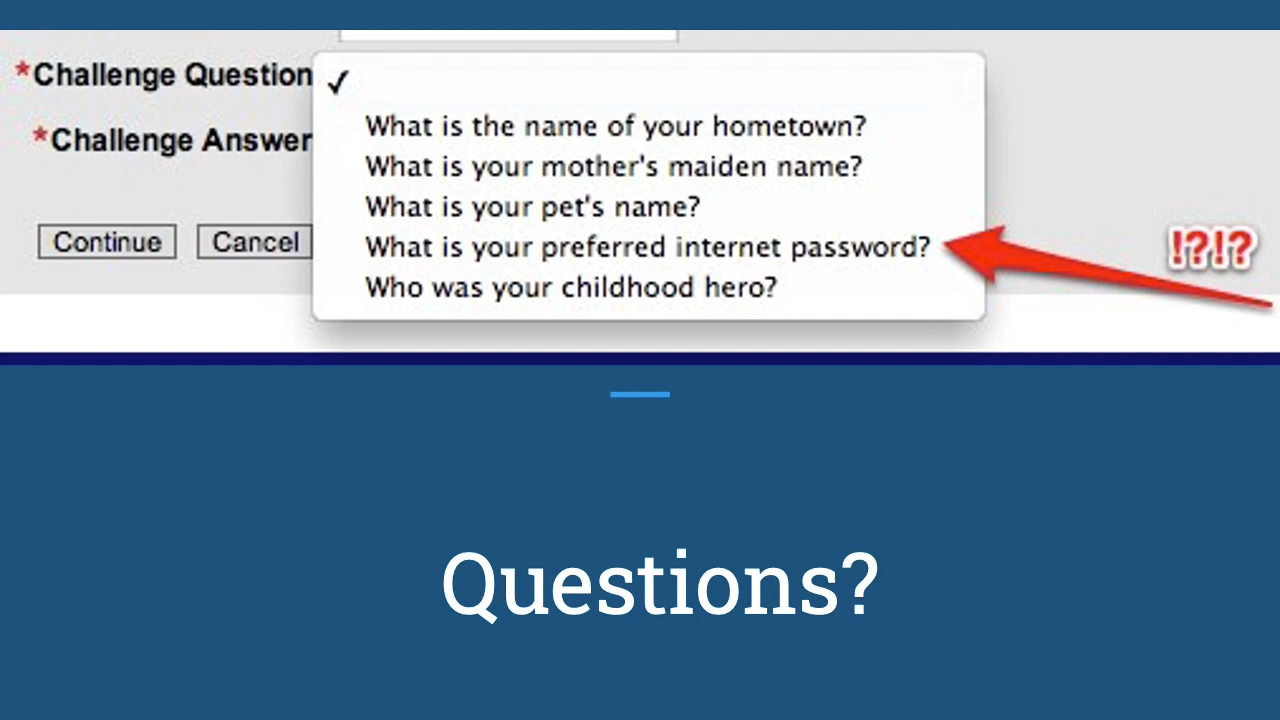 *Challenge Question
✓
What is the name of your hometown?
*Challenge Answer
What is your mother's maiden name?
What is your pet's name?
Continue
Cancel
What is your preferred internet password?
!?!?
Who was your childhood hero?
Questions?